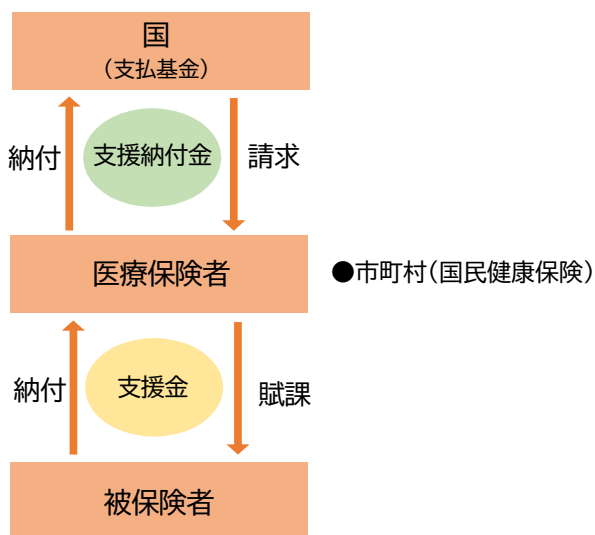 国
（支払基金）
納付
支援納付金
請求
医療保険者
●市町村（国民健康保険）
納付
支援金
賦課
被保険者